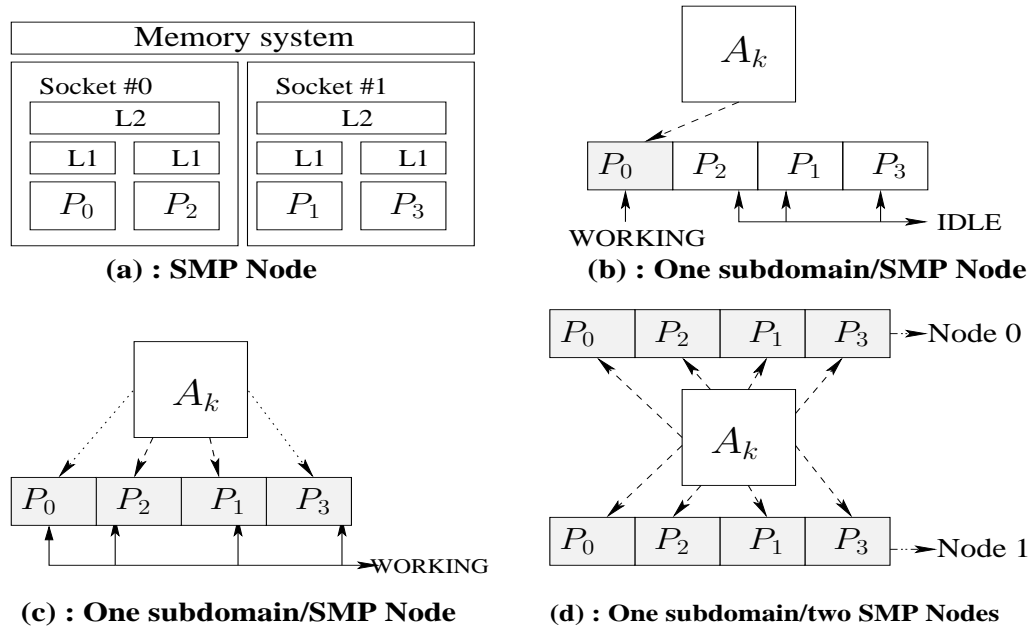 Memory system
Socket #0
L2
L1 L1
P0 P2
Socket #1
L2
L1 L1
P1 P3
(a) : SMP Node
Ak
P0 P2 P1 P3
WORKING
IDLE
(b) : One subdomain/SMP Node
Ak
P0 P2 P1 P3
WORKING
(c) : One subdomain/SMP Node
P0 P2 P1 P3
Node 0
Ak
P0 P2 P1 P3
Node 1
(d) : One subdomain/two SMP Nodes